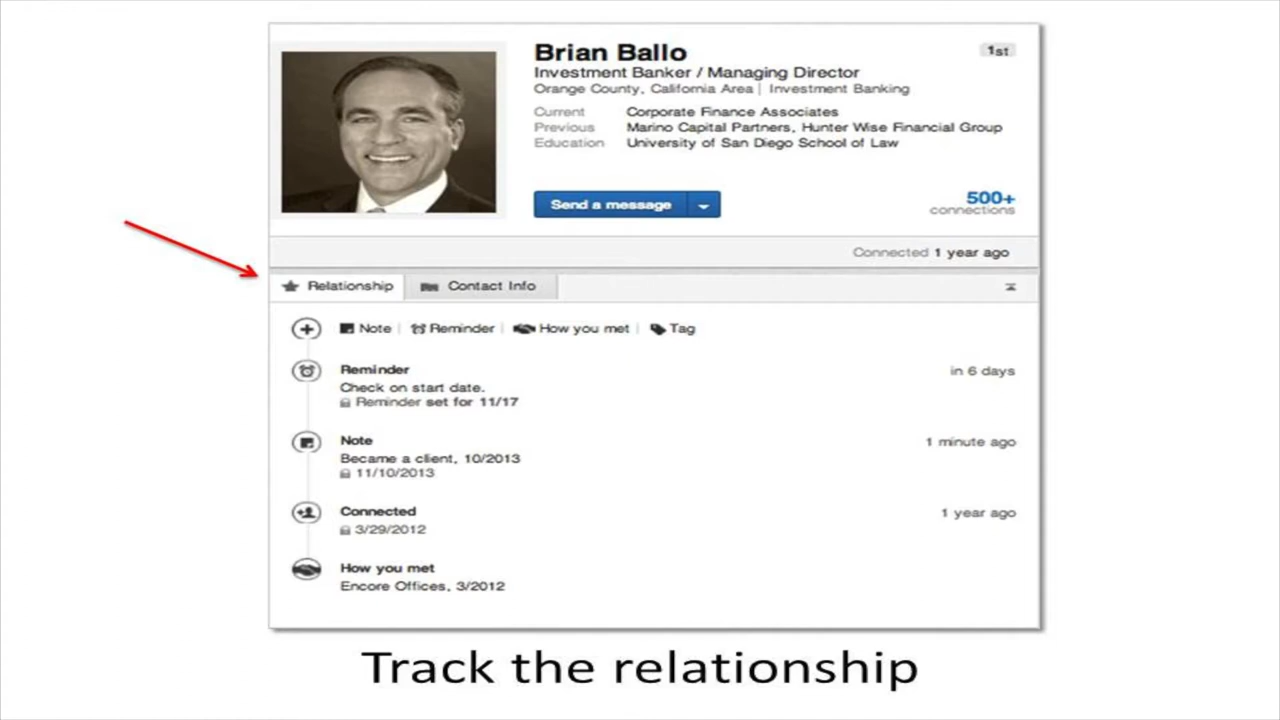 Brian Ballo
1st
Investment Banker / Managing Director
Orange County, California Area | Investment Banking
Current Corporate Finance Associates
Previous Marino Capital Partners, Hunter Wise Financial Group
Education University of San Diego School of Law
Send a message
500+
connections
Connected 1 year ago
Relationship Contact Info
Note | Reminder | How you met | Tag
Reminder in 6 days
Check on start date.
Reminder set for 11/17
Note 1 minute ago
Became a client, 10/2013
11/10/2013
Connected 1 year ago
3/29/2012
How you met
Encore Offices, 3/2012
Track the relationship